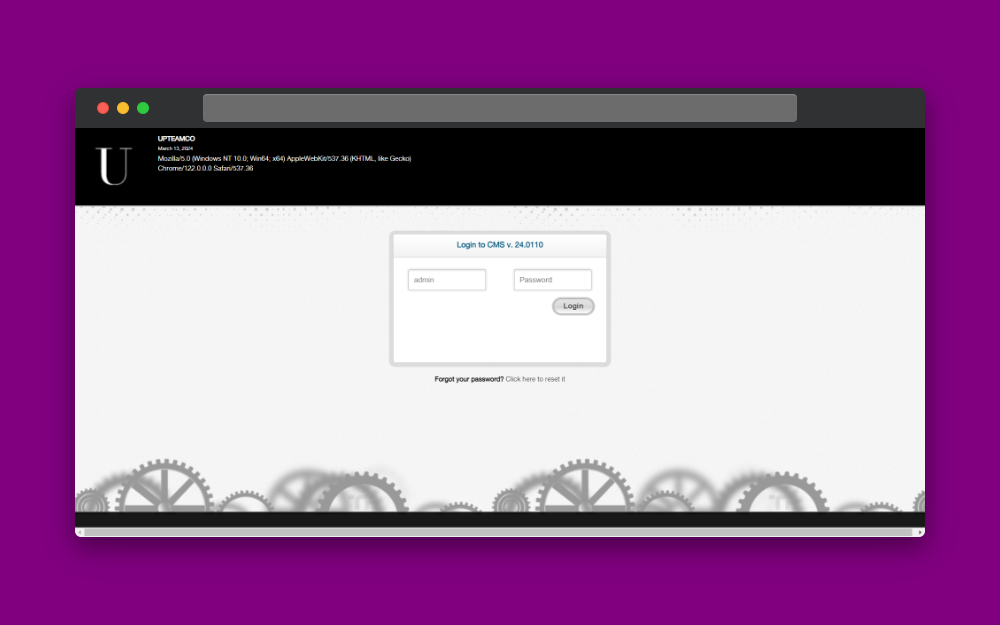 U
UPTEAMCO
March 13, 2024
Mozilla/5.0 (Windows NT 10.0; Win64; x64) AppleWebKit/537.36 (KHTML, like Gecko)
Chrome/122.0.0.0 Safari/537.36
Login to CMS v. 24.0110
admin
Password
Login
Forgot your password? Click here to reset it